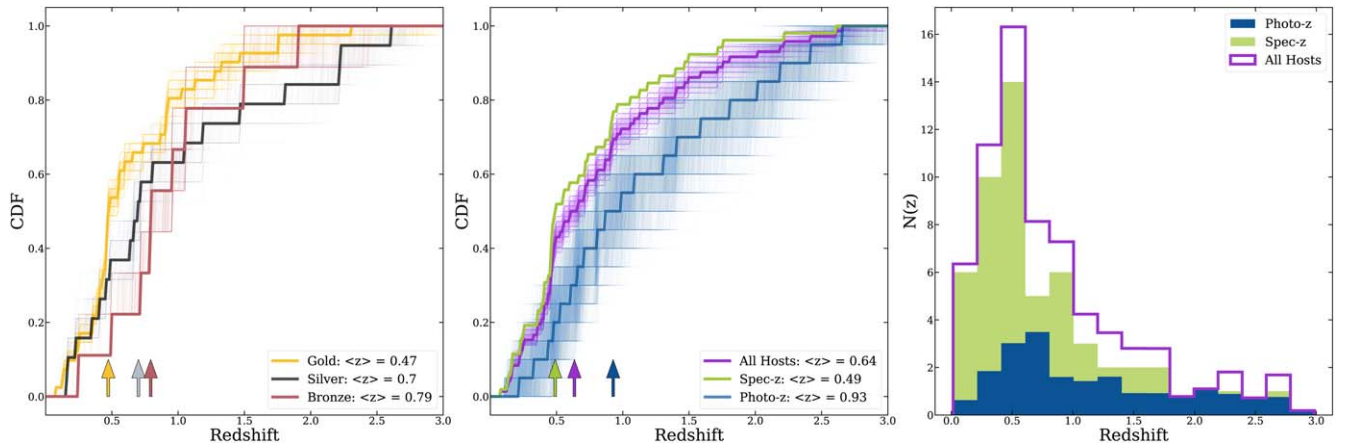 1.0
0.8
0.6
0.4
0.2
0.0
CDF
0.5 1.0 1.5 2.0 2.5 3.0
Redshift
Gold: <z> = 0.47
Silver: <z> = 0.7
Bronze: <z> = 0.79
1.0
0.8
0.6
0.4
0.2
0.0
CDF
0.5 1.0 1.5 2.0 2.5 3.0
Redshift
All Hosts: <z> = 0.64
Spec-z: <z> = 0.49
Photo-z: <z> = 0.93
16
14
12
10
8
6
4
2
0
N(z)
0.0 0.5 1.0 1.5 2.0 2.5 3.0
Redshift
Photo-z
Spec-z
All Hosts